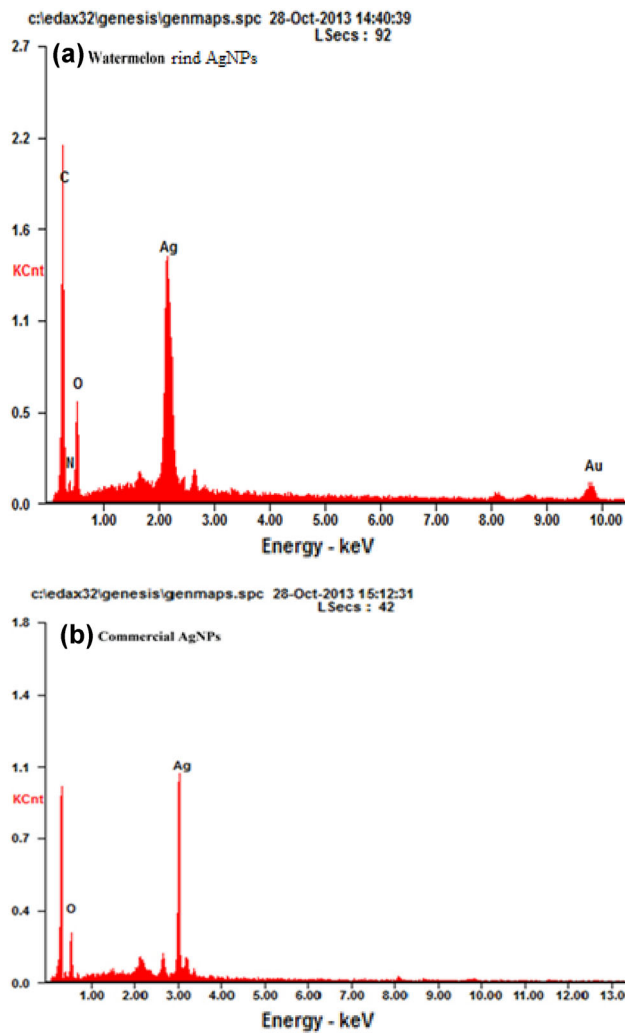 c:\edax32\genesis\genmaps.spc 28-Oct-2013 14:40:39
LSecs : 92
2.7
(a) Watermelon rind AgNPs
2.2
C
1.6
Ag
KCnt
1.1
O
0.5
N
Au
0.0
1.00 2.00 3.00 4.00 5.00 6.00 7.00 8.00 9.00 10.00
Energy - keV
c:\edax32\genesis\genmaps.spc 28-Oct-2013 15:12:31
LSecs : 42
1.8
(b) Commercial AgNPs
1.4
1.1
Ag
KCnt
0.7
0.4
O
0.0
1.00 2.00 3.00 4.00 5.00 6.00 7.00 8.00 9.00 10.00 11.00 12.00 13.0
Energy - keV